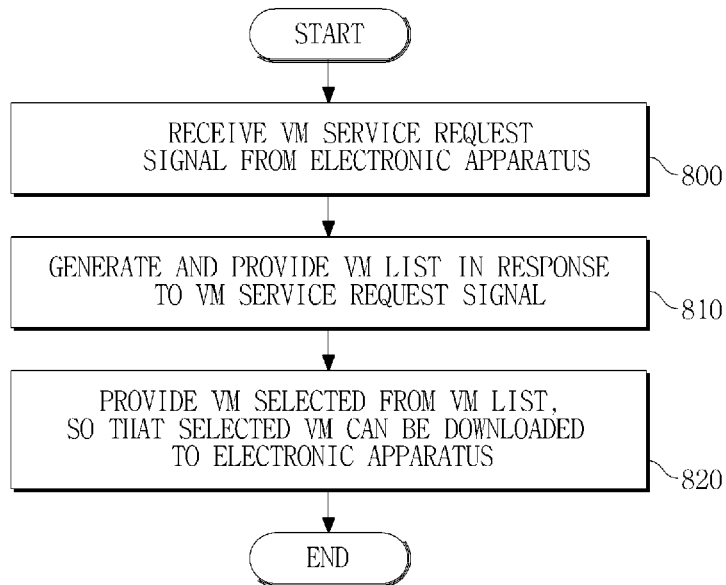 START
RECEIVE VM SERVICE REQUEST
SIGNAL FROM ELECTRONIC APPARATUS
800
GENERATE AND PROVIDE VM LIST IN RESPONSE
TO VM SERVICE REQUEST SIGNAL
810
PROVIDE VM SELECTED FROM VM LIST,
SO THAT SELECTED VM CAN BE DOWNLOADED
TO ELECTRONIC APPARATUS
820
END